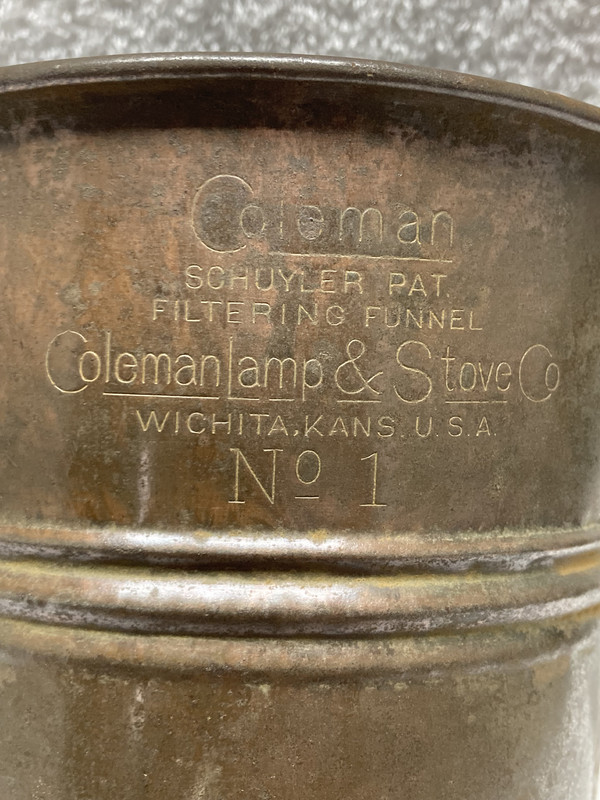 Coleman
SCHUYLER PAT.
FILTERING FUNNEL
Coleman Lamp & Stove Co
WICHITA, KANS. U.S.A.
Nº 1